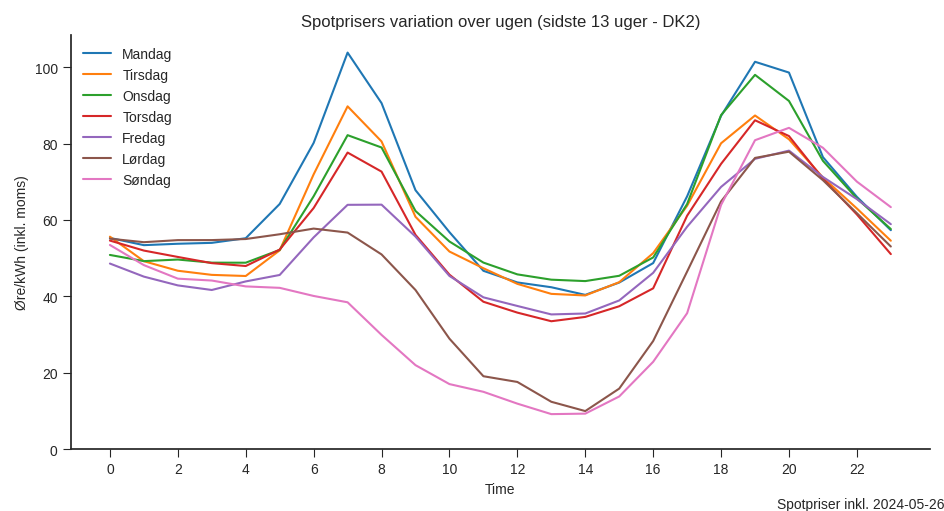 Spotprisers variation over ugen (sidste 13 uger - DK2)
Mandag
Tirsdag
Onsdag
Torsdag
Fredag
Lørdag
Søndag
Øre/kWh (inkl. moms)
100
80
60
40
20
0
0 2 4 6 8 10 12 14 16 18 20 22
Time
Spotpriser inkl. 2024-05-26